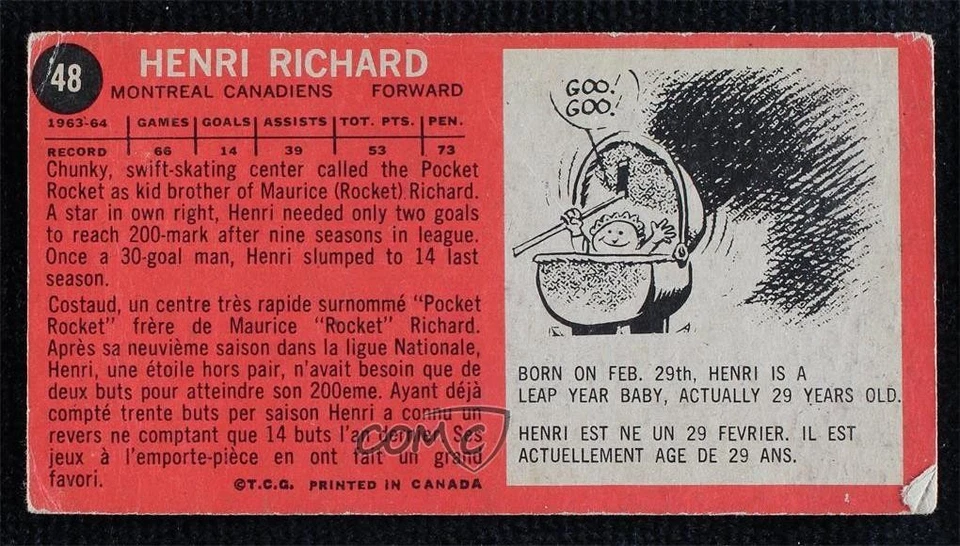 48
HENRI RICHARD
MONTREAL CANADIENS FORWARD
1963-64 GAMES GOALS ASSISTS TOT. PTS. PEN.
RECORD 66 14 39 53 73
Chunky, swift-skating center called the Pocket
Rocket as kid brother of Maurice (Rocket) Richard.
A star in own right, Henri needed only two goals
to reach 200-mark after nine seasons in league.
Once a 30-goal man, Henri slumped to 14 last
season.
Costaud, un centre très rapide surnommé "Pocket
Rocket" frère de Maurice "Rocket" Richard.
Après sa neuvième saison dans la ligue Nationale,
Henri, une étoile hors pair, n'avait besoin que de
deux buts pour atteindre son 200eme. Ayant déjà
compté trente buts per saison Henri a connu un
revers ne comptant que 14 buts l'an dernier. Ses
jeux à l'emporte-pièce en ont fait un grand
favori.
©T.C.G. PRINTED IN CANADA
GOO!
GOO!
BORN ON FEB. 29th, HENRI IS A
LEAP YEAR BABY, ACTUALLY 29 YEARS OLD.
HENRI EST NE UN 29 FEVRIER. IL EST
ACTUELLEMENT AGE DE 29 ANS.
COMC
2